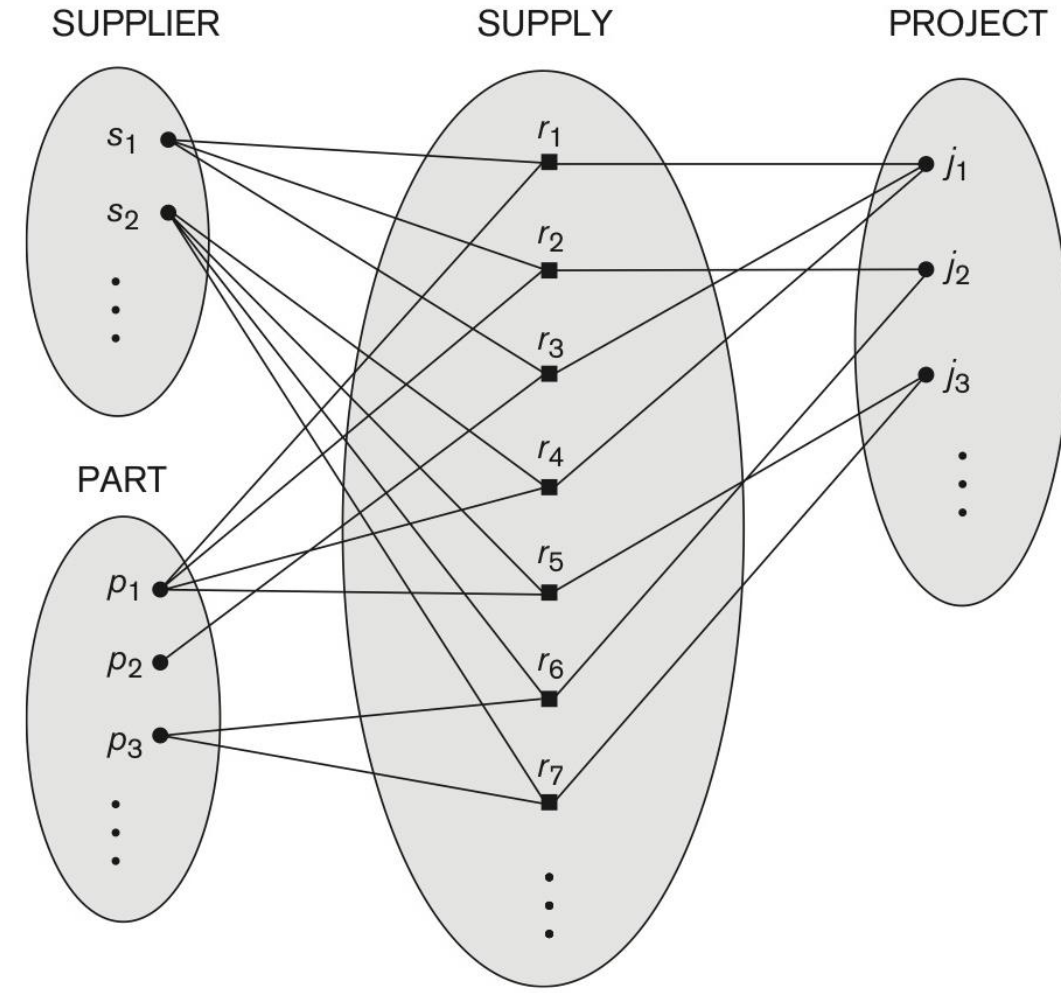 SUPPLIER
s₁
s₂
PART
p₁
p₂
p₃
SUPPLY
r₁
r₂
r₃
r₄
r₅
r₆
r₇
PROJECT
j₁
j₂
j₃